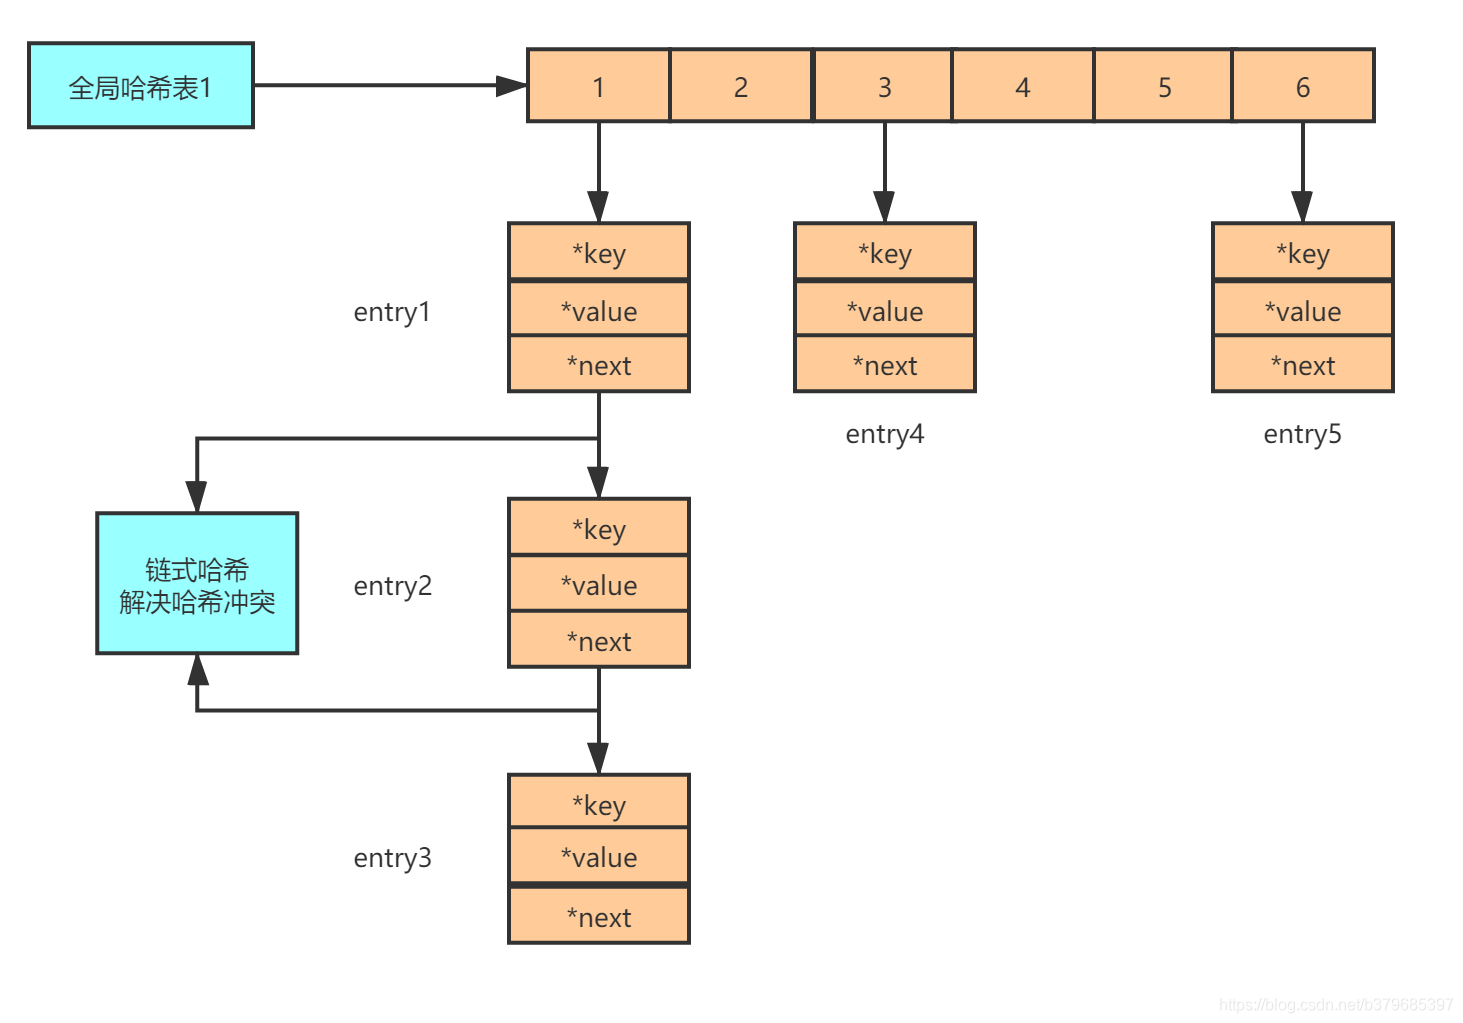 全局哈希表1
1
2
3
4
5
6
*key
*value
*next
entry1
*key
*value
*next
entry4
*key
*value
*next
entry5
链式哈希
解决哈希冲突
entry2
*key
*value
*next
entry3
*key
*value
*next
https://blog.csdn.net/b379685397